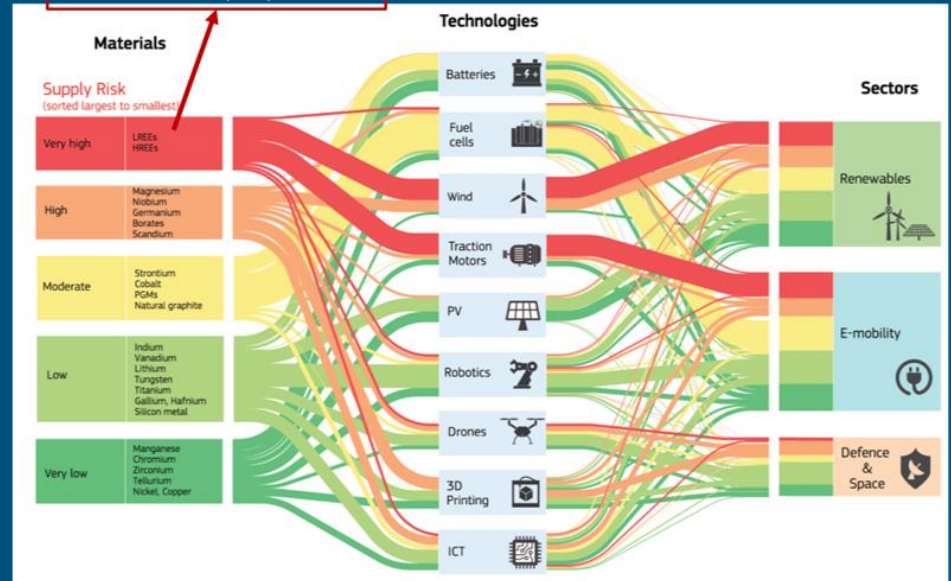 Technologies
Materials
Sectors
Supply Risk
(sorted largest to smallest)
Very high
LREEs
HREEs
High
Magnesium
Niobium
Germanium
Borates
Scandium
Moderate
Strontium
Cobalt
PGMs
Natural graphite
Low
Indium
Vanadium
Lithium
Tungsten
Titanium
Gallium, Hafnium
Silicon metal
Very low
Manganese
Chromium
Zirconium
Tellurium
Nickel, Copper
Batteries
Fuel
cells
Wind
Traction
Motors
PV
Robotics
Drones
3D
Printing
ICT
Renewables
E-mobility
Defence
&
Space